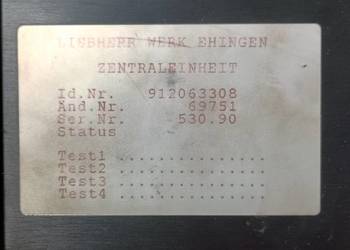 LIEBHERR WERK EHINGEN
ZENTRALEINHEIT
Id.Nr. 912063308
Änd.Nr. 69751
Ser.Nr. 530.90
Status
Test1 ...............
Test2 ...............
Test3 ...............
Test4 ...............